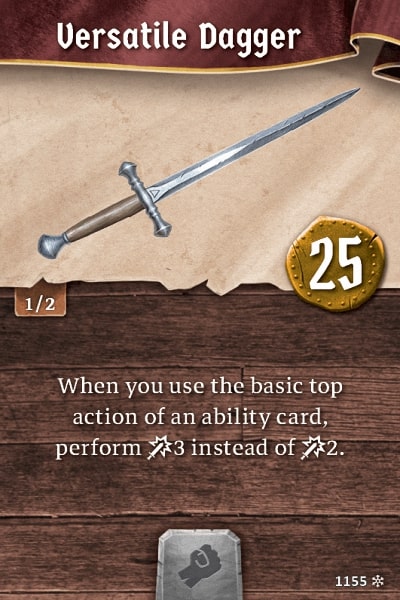 Versatile Dagger
25
1/2
When you use the basic top
action of an ability card,
perform 3 instead of 2.
1155